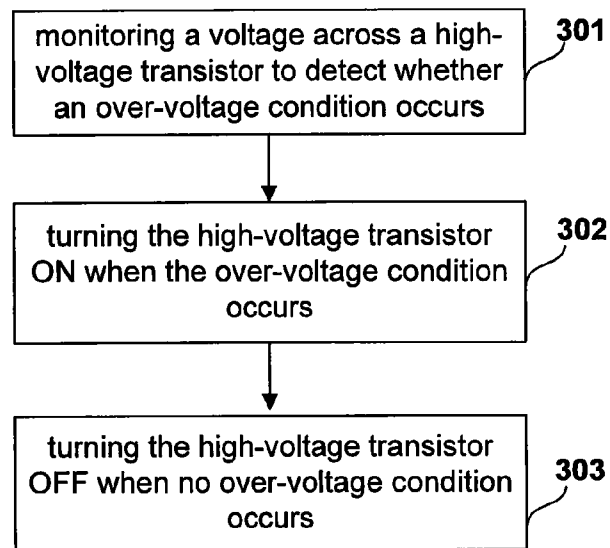 monitoring a voltage across a high-
voltage transistor to detect whether
an over-voltage condition occurs
301
turning the high-voltage transistor
ON when the over-voltage condition
occurs
302
turning the high-voltage transistor
OFF when no over-voltage condition
occurs
303